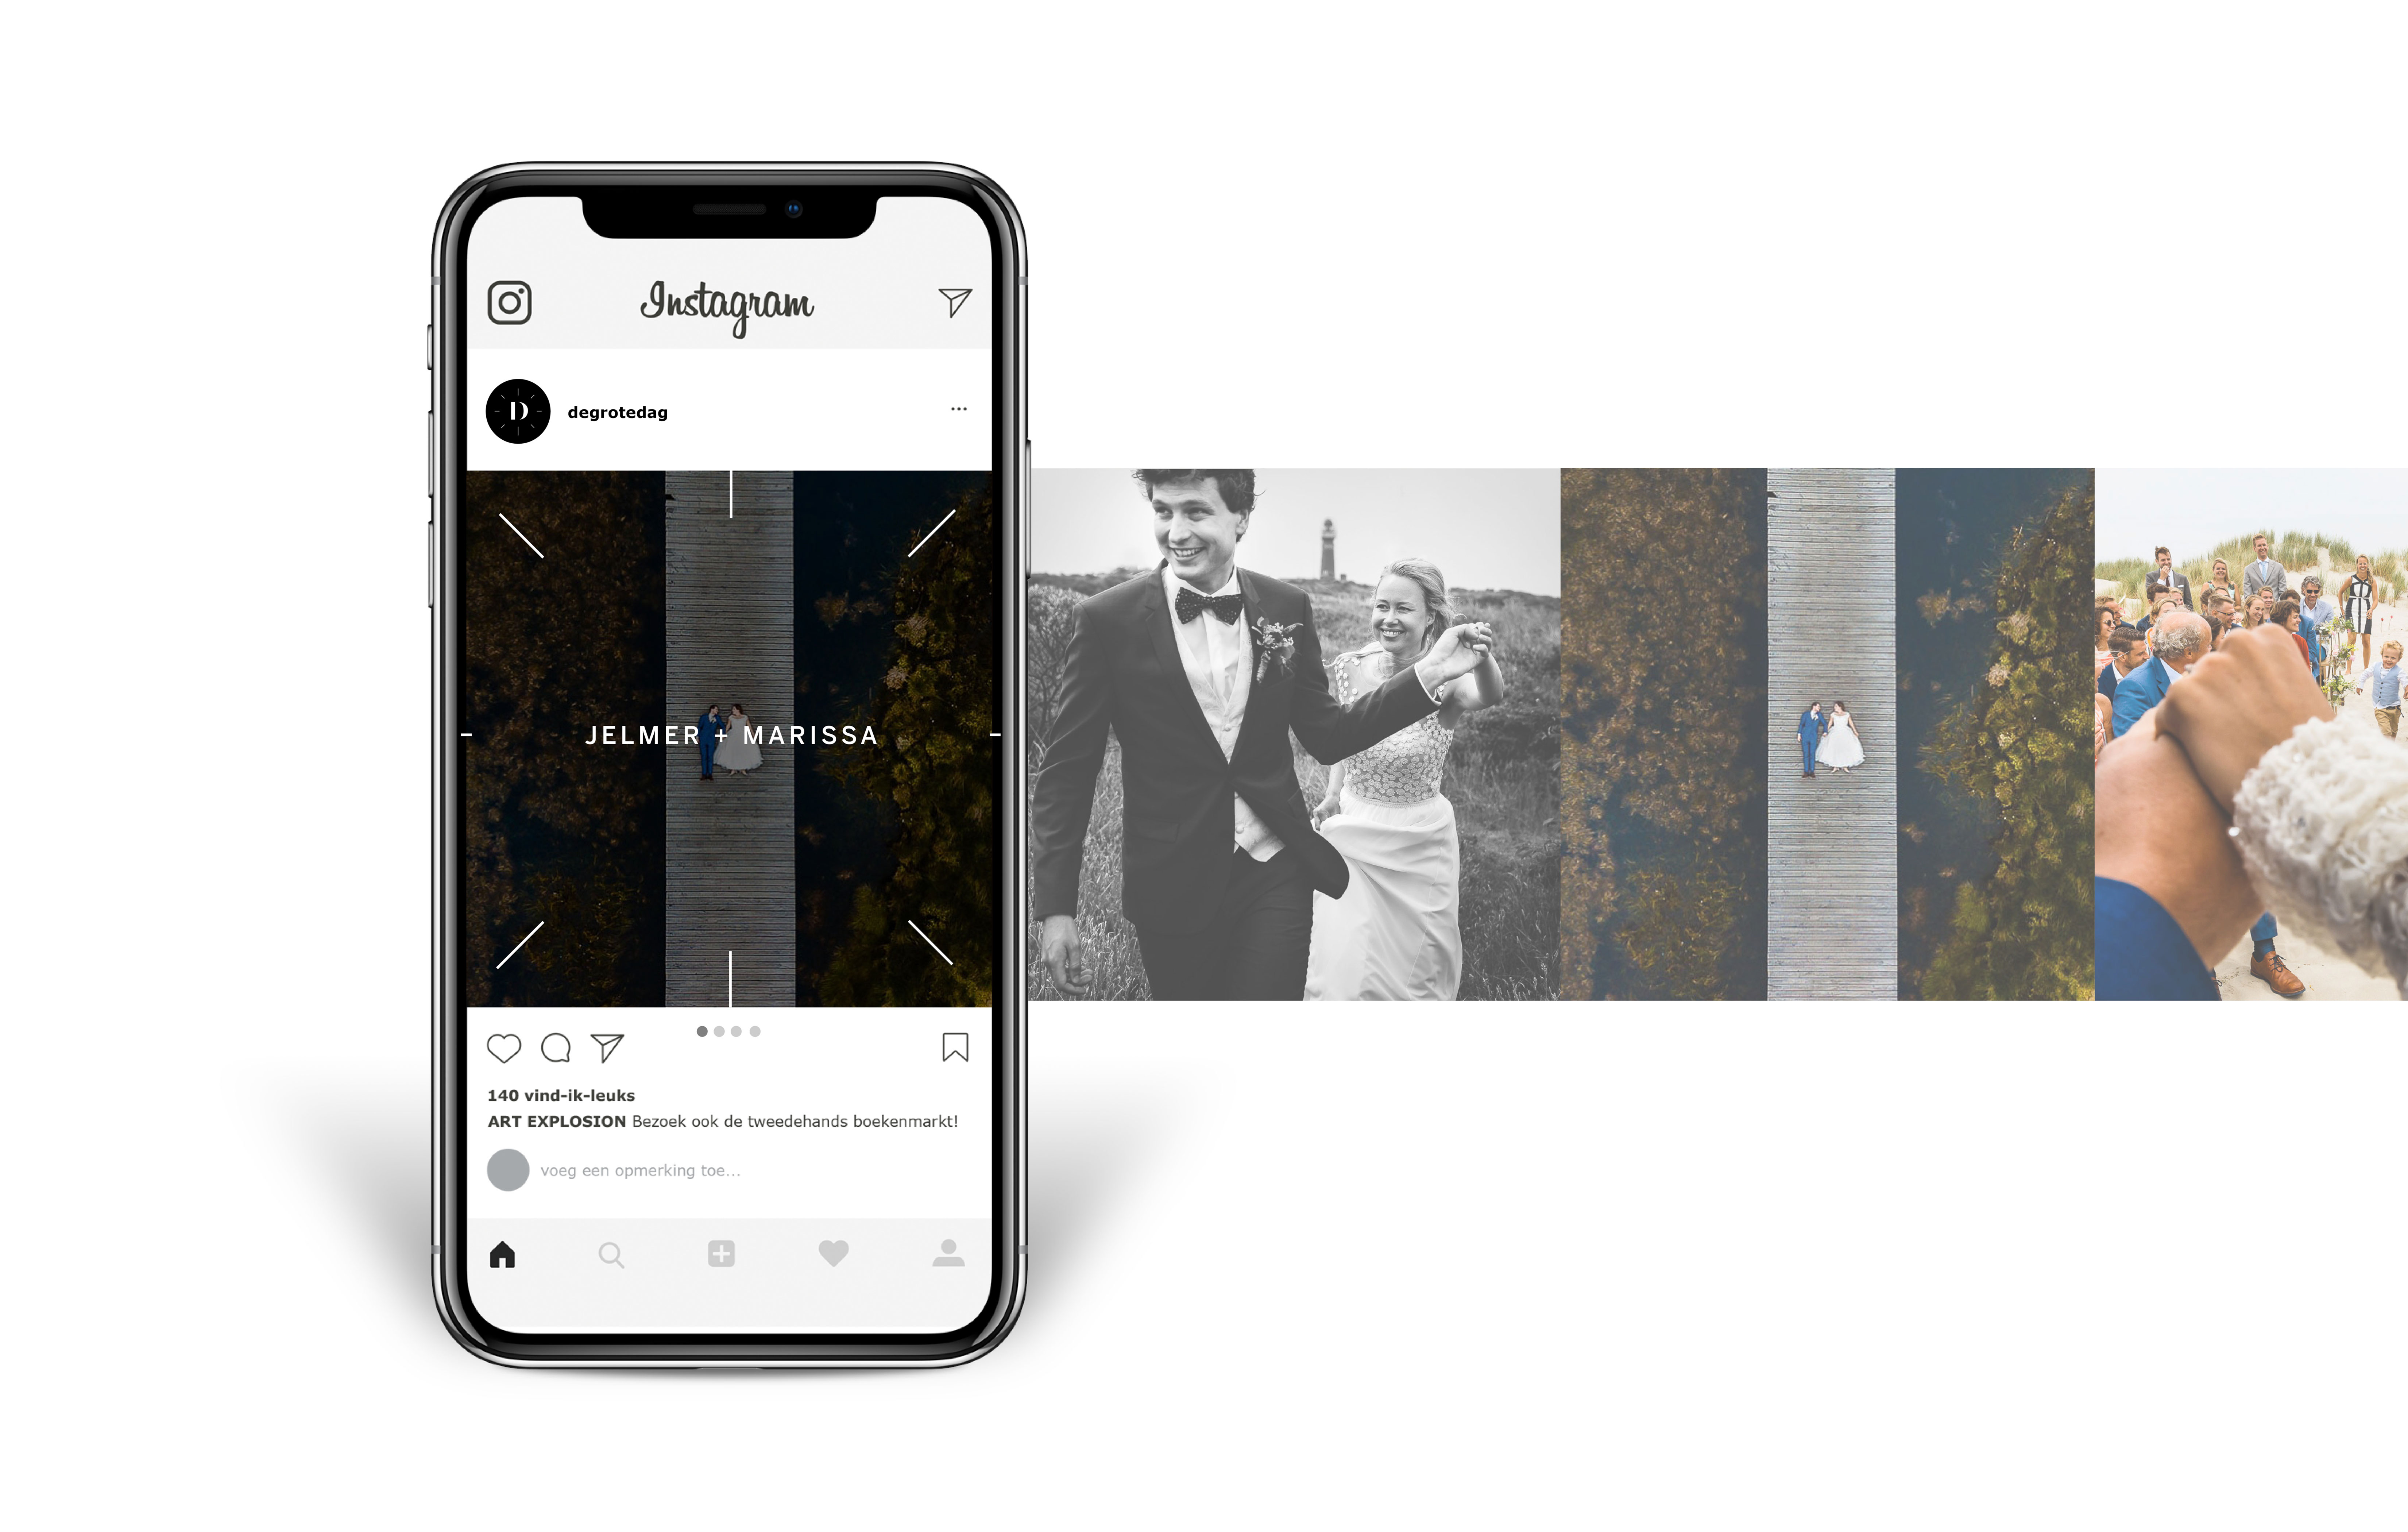 Instagram
D
degrotedag
JELMER + MARISSA
140 vind-ik-leuks
ART EXPLOSION Bezoek ook de tweedehands boekenmarkt!
voeg een opmerking toe...